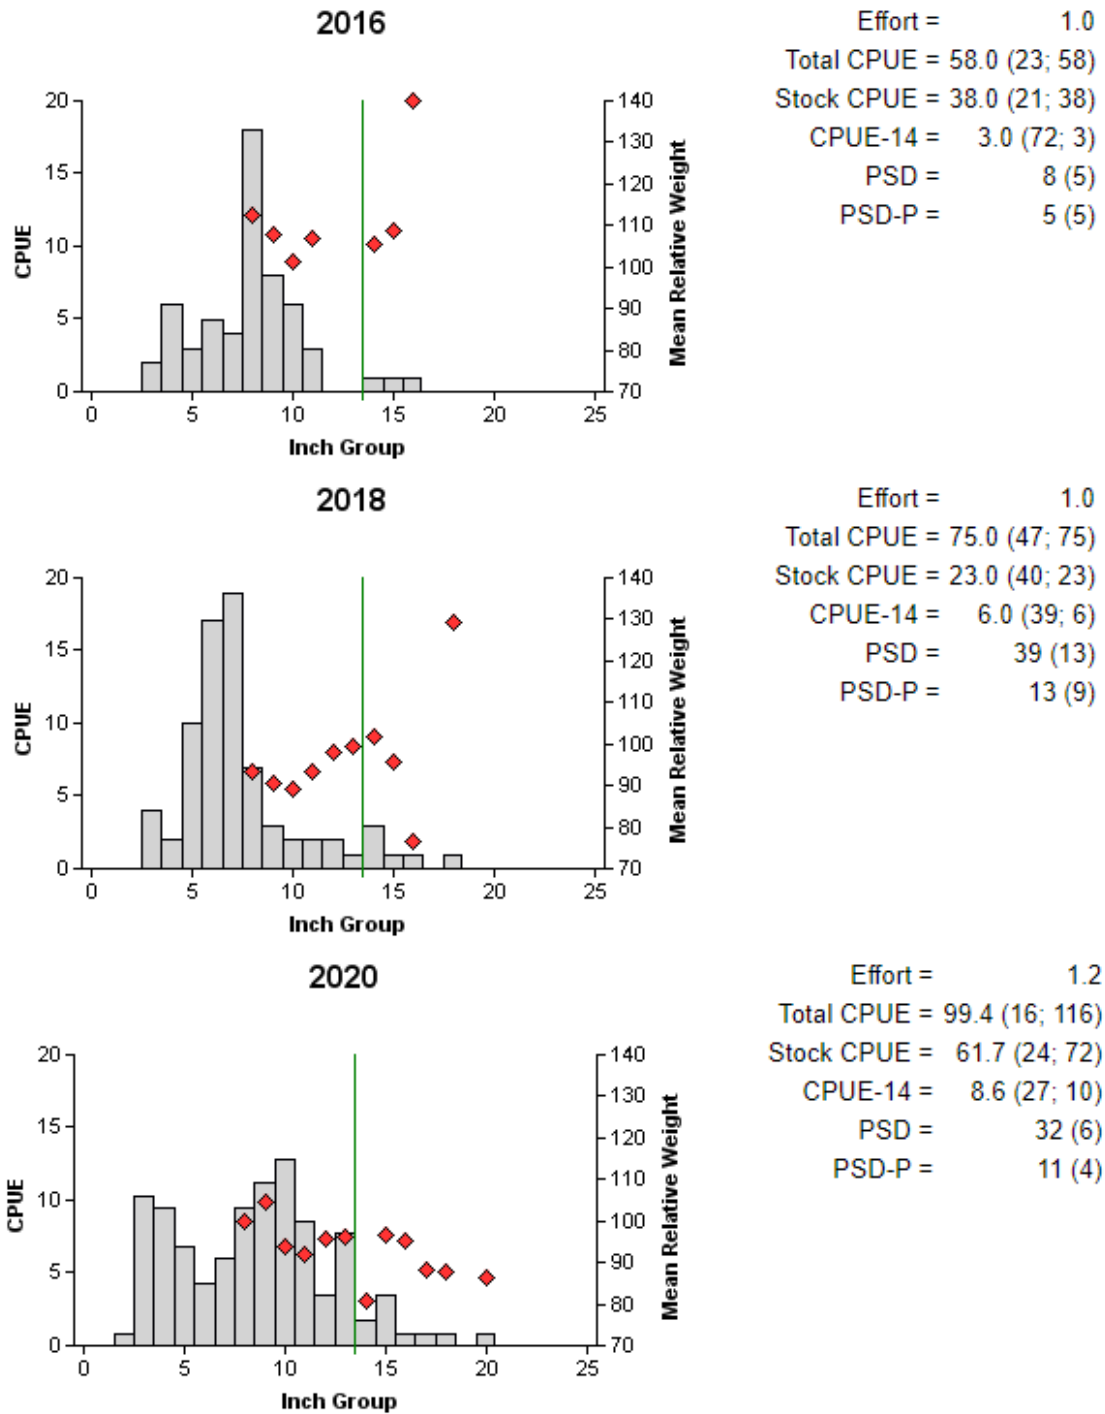 2016
Effort = 1.0
Total CPUE = 58.0 (23; 58)
Stock CPUE = 38.0 (21; 38)
CPUE-14 = 3.0 (72; 3)
PSD = 8 (5)
PSD-P = 5 (5)
20
15
10
5
0
CPUE
140
130
120
110
100
90
80
70
Mean Relative Weight
0 5 10 15 20 25
Inch Group
2018
Effort = 1.0
Total CPUE = 75.0 (47; 75)
Stock CPUE = 23.0 (40; 23)
CPUE-14 = 6.0 (39; 6)
PSD = 39 (13)
PSD-P = 13 (9)
20
15
10
5
0
CPUE
140
130
120
110
100
90
80
70
Mean Relative Weight
0 5 10 15 20 25
Inch Group
2020
Effort = 1.2
Total CPUE = 99.4 (16; 116)
Stock CPUE = 61.7 (24; 72)
CPUE-14 = 8.6 (27; 10)
PSD = 32 (6)
PSD-P = 11 (4)
20
15
10
5
0
CPUE
140
130
120
110
100
90
80
70
Mean Relative Weight
0 5 10 15 20 25
Inch Group